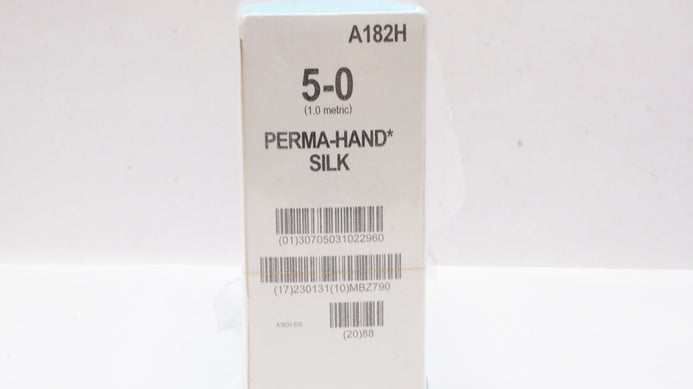 A182H
5-0
(1.0 metric)
PERMA-HAND*
SILK
(01)30705031022960
(17)230131(10)MBZ790
(20)88